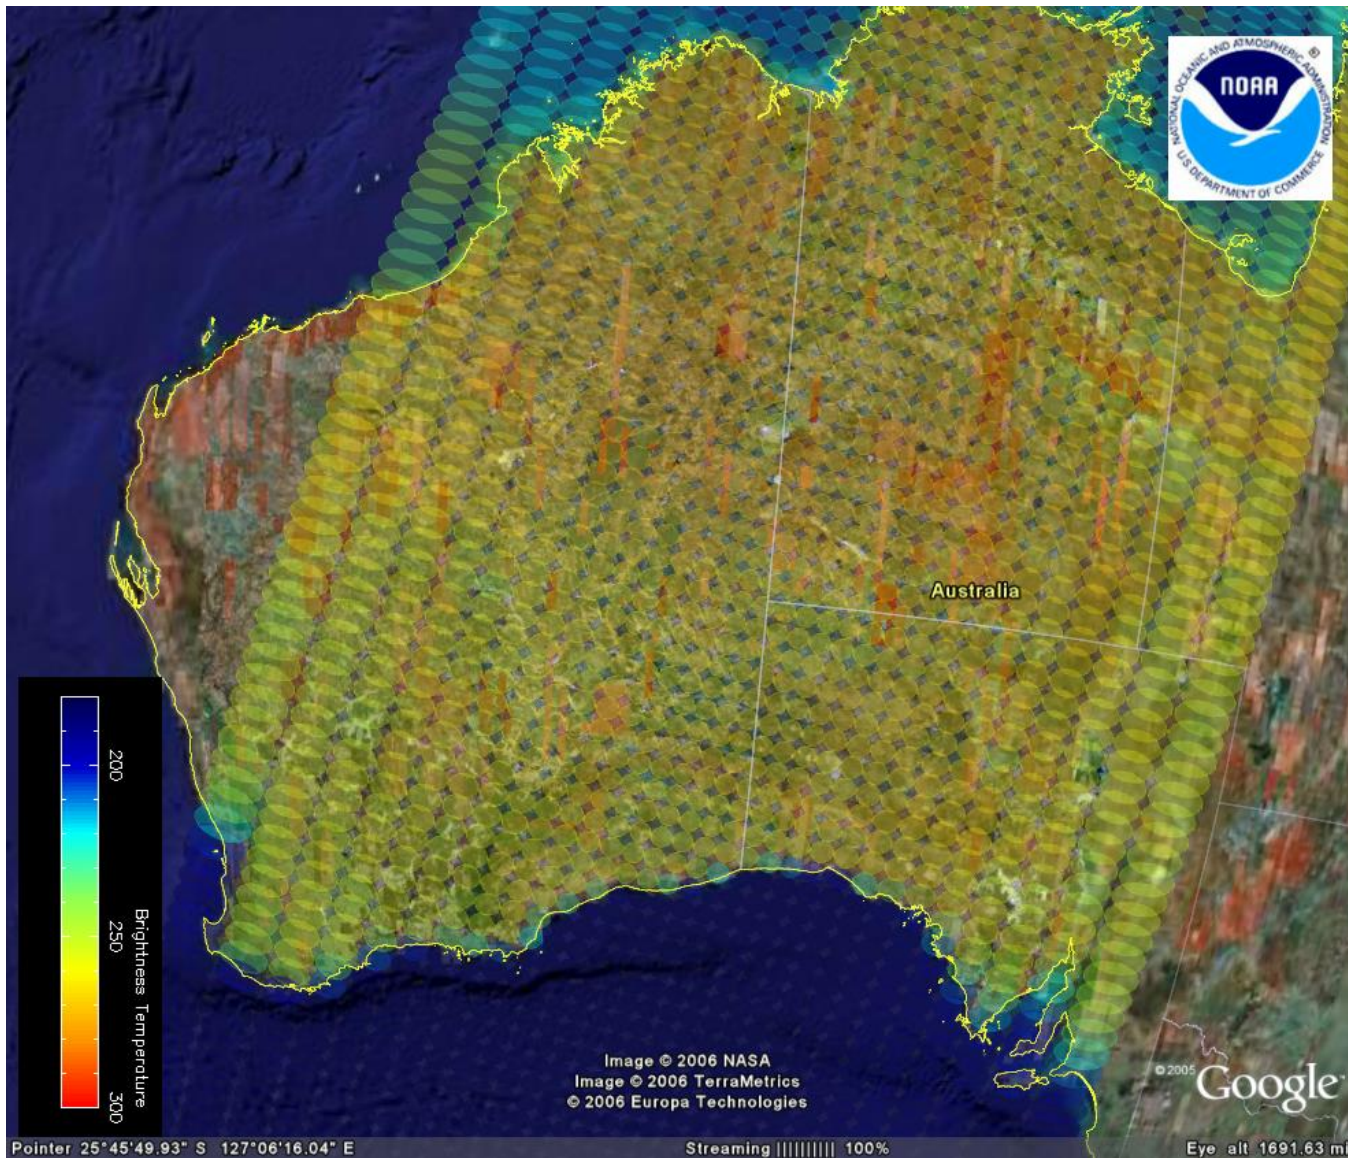 NATIONAL OCEANIC AND ATMOSPHERIC ADMINISTRATION
NOAA
U.S. DEPARTMENT OF COMMERCE
Australia
200
250
300
Brightness Temperature
Image © 2006 NASA
Image © 2006 TerraMetrics
© 2006 Europa Technologies
© 2005 Google
Pointer 25°45'49.93" S 127°06'16.04" E
Streaming |||||||||| 100%
Eye alt 1691.63 mi